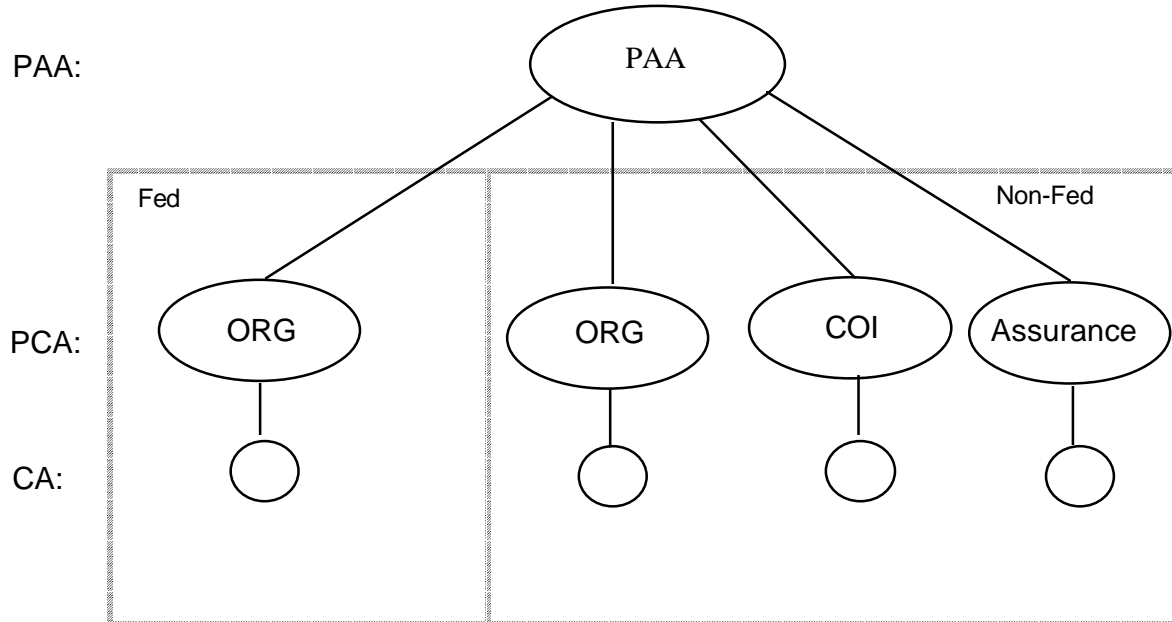 PAA:
PAA
Fed
Non-Fed
PCA:
ORG
ORG
COI
Assurance
CA: